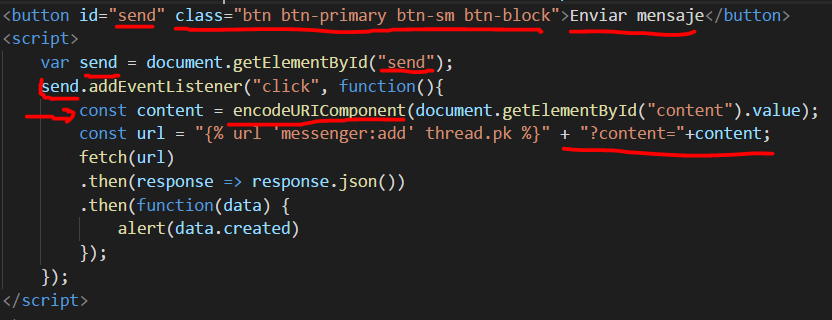 <button id="send" class="btn btn-primary btn-sm btn-block">Enviar mensaje</button>
<script>
var send = document.getElementById("send");
send.addEventListener("click", function(){
const content = encodeURIComponent(document.getElementById("content").value);
const url = "{% url 'messenger:add' thread.pk %}" + "?content="+content;
fetch(url)
.then(response => response.json())
.then(function(data) {
alert(data.created)
});
});
</script>